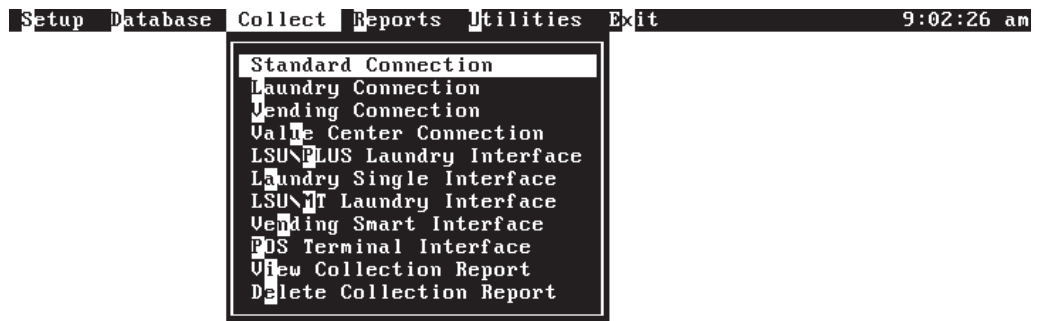 Setup Database Collect Reports Utilities Exit 9:02:26 am
Standard Connection
Laundry Connection
Vending Connection
Value Center Connection
LSU\PLUS Laundry Interface
Laundry Single Interface
LSU\MT Laundry Interface
Vending Smart Interface
POS Terminal Interface
View Collection Report
Delete Collection Report